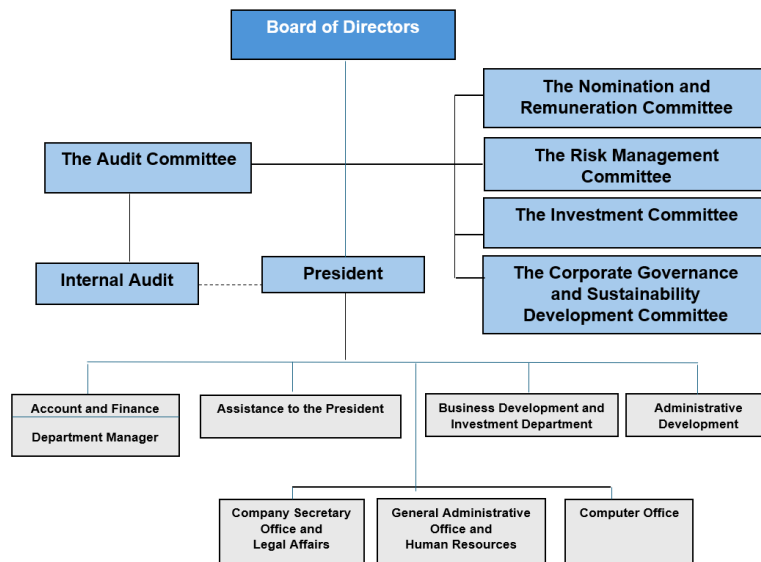 Board of Directors
The Nomination and
Remuneration Committee
The Audit Committee
The Risk Management
Committee
The Investment Committee
Internal Audit
President
The Corporate Governance
and Sustainability
Development Committee
Account and Finance
Department Manager
Assistance to the President
Business Development and
Investment Department
Administrative
Development
Company Secretary
Office and
Legal Affairs
General Administrative
Office and
Human Resources
Computer Office